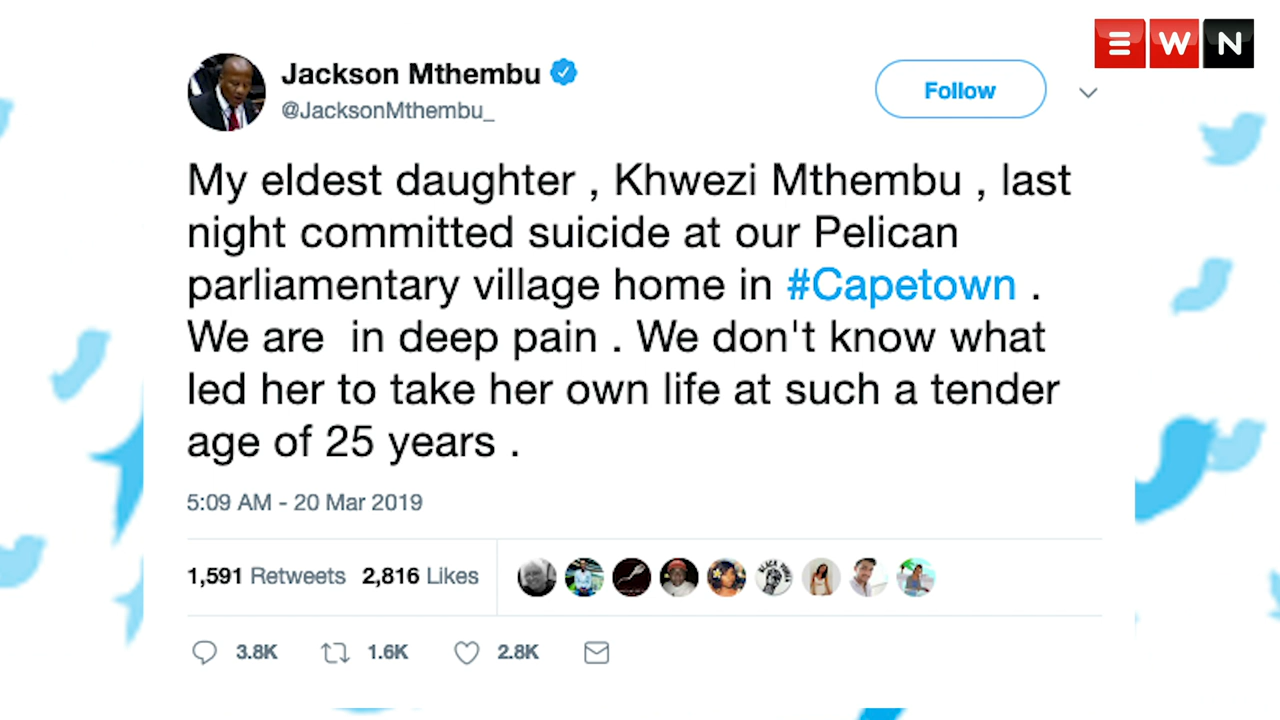 EWN
Jackson Mthembu
@JacksonMthembu_
Follow
My eldest daughter , Khwezi Mthembu , last
night committed suicide at our Pelican
parliamentary village home in #Capetown .
We are  in deep pain . We don't know what
led her to take her own life at such a tender
age of 25 years .
5:09 AM - 20 Mar 2019
1,591 Retweets 2,816 Likes
BLACK POWER
3.8K 1.6K 2.8K